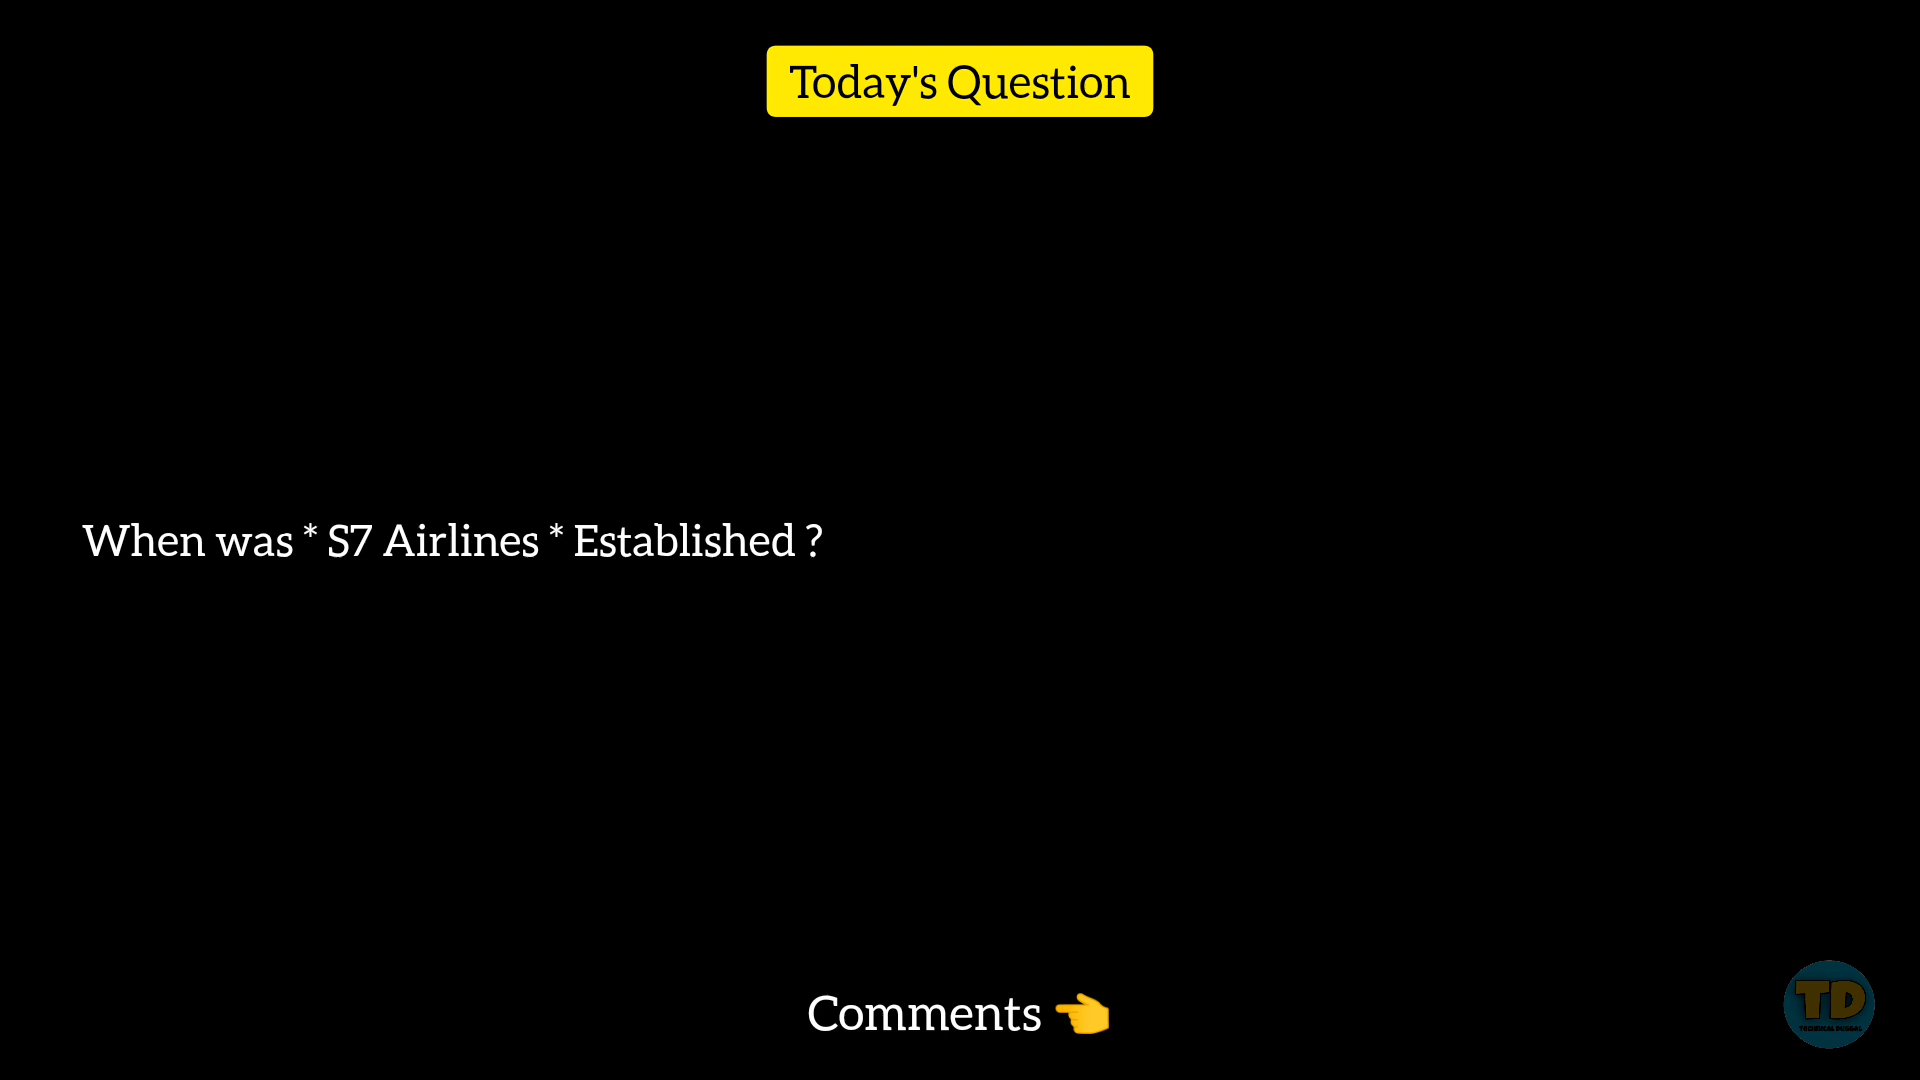 Today's Question
When was * S7 Airlines * Established ?
Comments 👈
TD